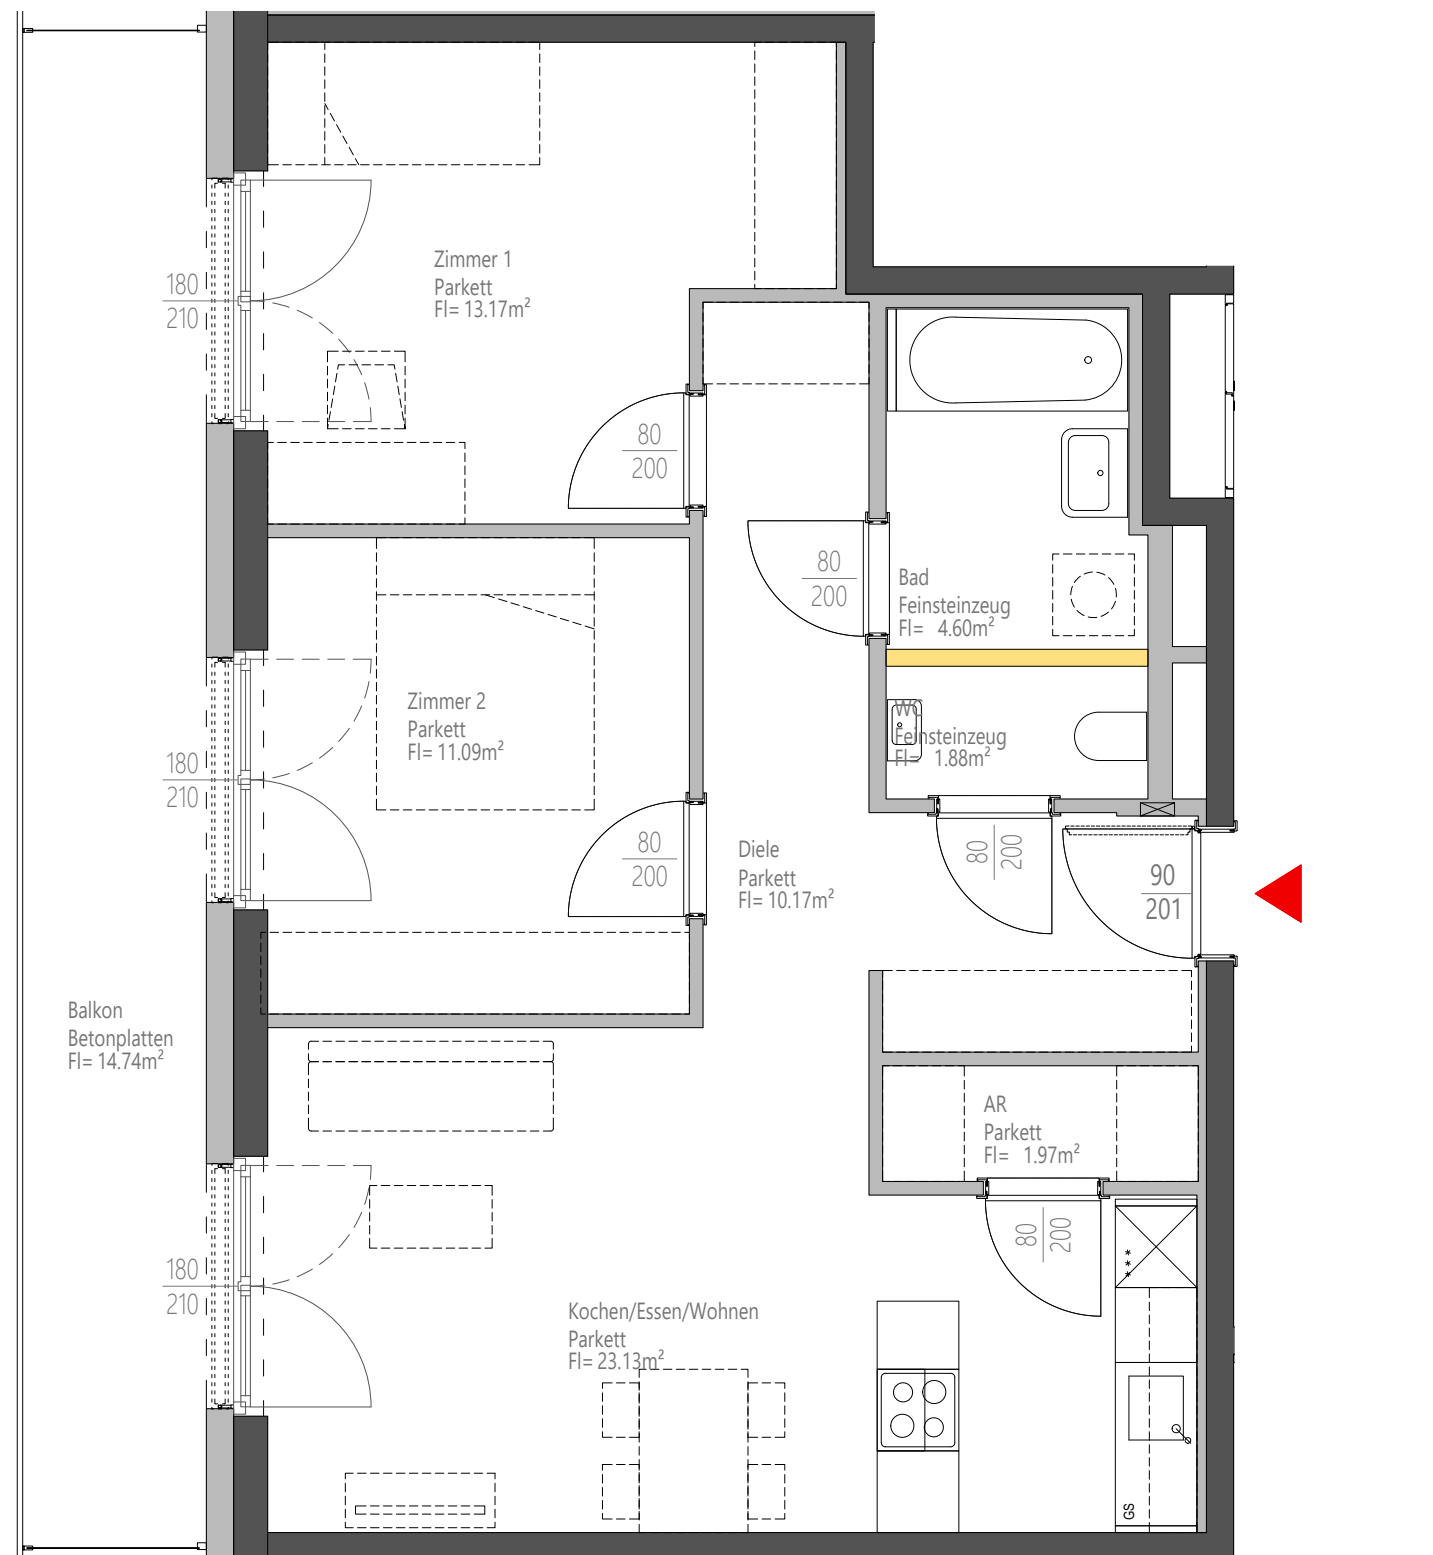 Zimmer 1
Parkett
Fl= 13.17m²
180
210
80
200
80
200
Bad
Feinsteinzeug
Fl= 4.60m²
Zimmer 2
Parkett
Fl= 11.09m²
WC
Feinsteinzeug
Fl= 1.88m²
180
210
80
200
Diele
Parkett
Fl= 10.17m²
80
200
90
201
Balkon
Betonplatten
Fl= 14.74m²
AR
Parkett
Fl= 1.97m²
80
200
180
210
Kochen/Essen/Wohnen
Parkett
Fl= 23.13m²
***
GS